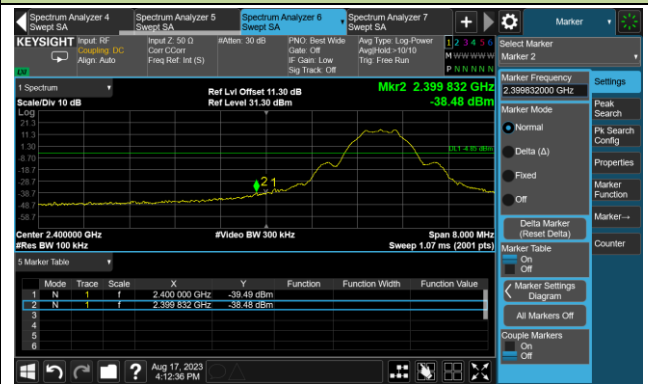 Spectrum Analyzer 4
Swept SA
Spectrum Analyzer 5
Swept SA
Spectrum Analyzer 6
Swept SA
Spectrum Analyzer 7
Swept SA
+
Marker
KEYSIGHT
Input: RF
Coupling: DC
Align: Auto
Input Z: 50 Ω
Corr CCorr
Freq Ref: Int (S)
#Atten: 30 dB
PNO: Best Wide
Gate: Off
IF Gain: Low
Sig Track: Off
Avg Type: Log-Power
Avg|Hold:>10/10
Trig: Free Run
1 2 3 4 5 6
M W W W W W
P N N N N N
Select Marker
Marker 2
1 Spectrum
Scale/Div 10 dB
Log
Ref Lvl Offset 11.30 dB
Ref Level 31.30 dBm
Mkr2 2.399 832 GHz
-38.48 dBm
21.3
11.3
1.30
-8.70
-18.7
-28.7
-38.7
-48.7
-58.7
2 1
Center 2.400000 GHz
#Res BW 100 kHz
#Video BW 300 kHz
Span 8.000 MHz
Sweep 1.07 ms (2001 pts)
5 Marker Table
Mode Trace Scale X Y Function Function Width Function Value
1 N 1 f 2.400 000 GHz -39.49 dBm
2 N 1 f 2.399 832 GHz -38.48 dBm
3
4
5
6
Marker Frequency
2.399832000 GHz
Marker Mode
Normal
Delta (Δ)
Fixed
Off
Delta Marker
(Reset Delta)
Marker Table
On
Off
Marker Settings
Diagram
All Markers Off
Couple Markers
On
Off
Settings
Peak
Search
Pk Search
Config
Properties
Marker
Function
Marker→
Counter
?
Aug 17, 2023
4:12:36 PM